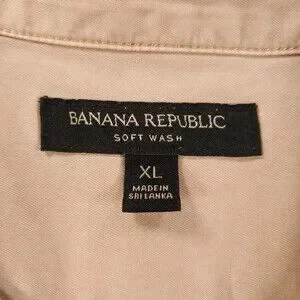 BANANA REPUBLIC
SOFT WASH
XL
MADE IN
SRI LANKA